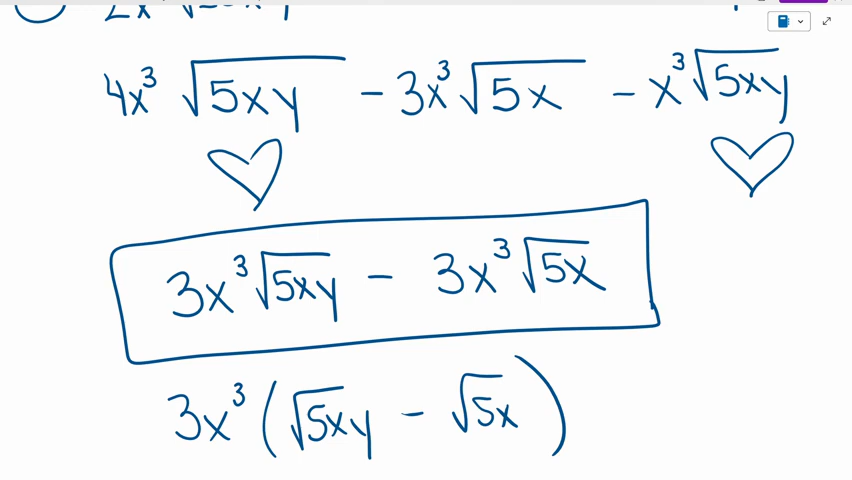 4x³ √5xy - 3x³ √5x - x³ √5xy
3x³ √5xy - 3x³ √5x
3x³ (√5xy - √5x)